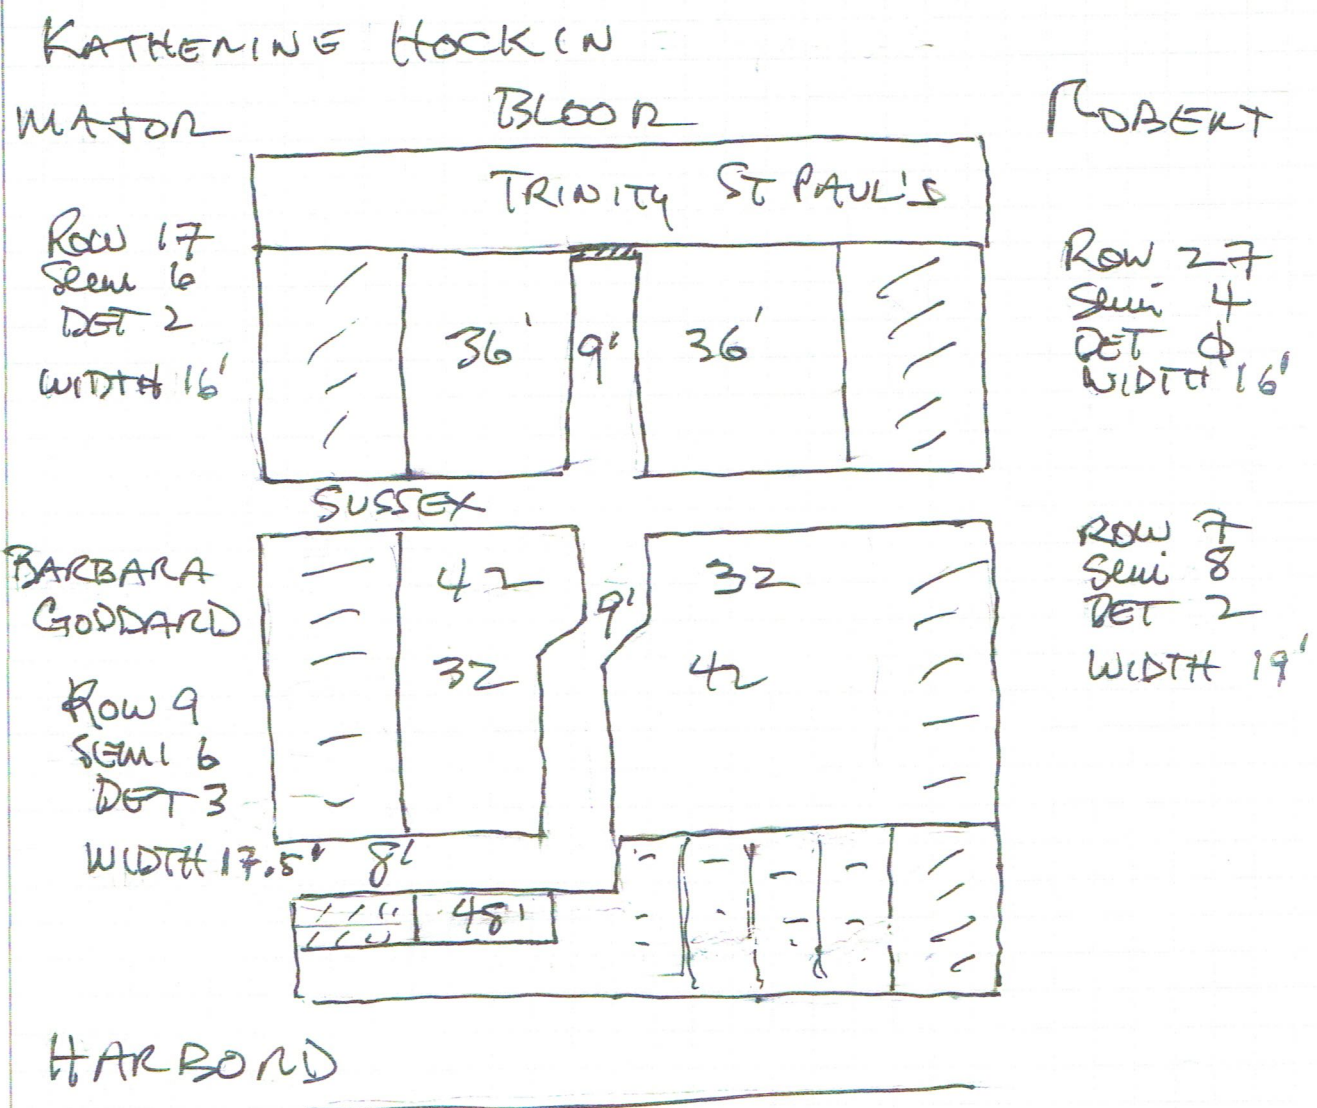 KATHERINE HOCKIN
MAJOR
BLOOR
ROBERT
TRINITY ST PAUL'S
Row 17
Semi 6
DET 2
WIDTH 16'
36'
9'
36'
Row 27
Semi 4
DET 0
WIDTH 16'
SUSSEX
BARBARA
GODDARD
Row 9
SEMI 6
DET 3
WIDTH 17.5'
42
32
9'
32
42
ROW 7
Semi 8
DET 2
WIDTH 19'
8'
48'
HARBORD